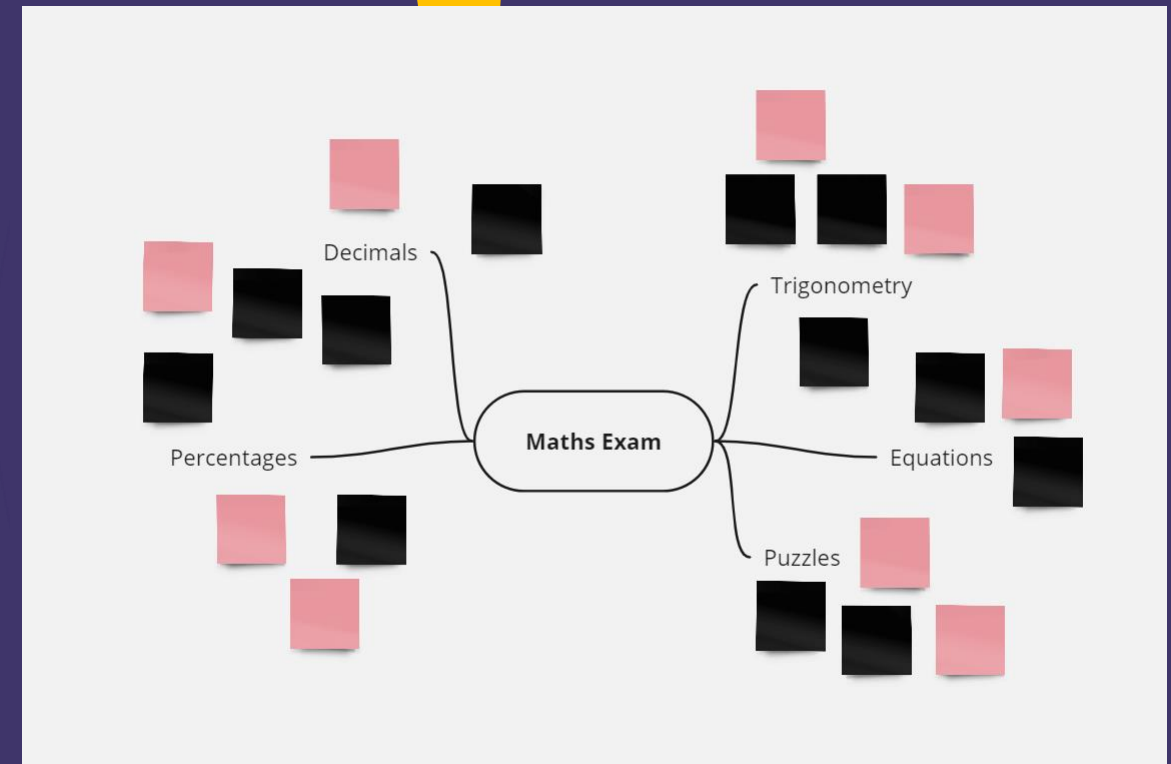 Decimals
Trigonometry
Maths Exam
Percentages
Equations
Puzzles